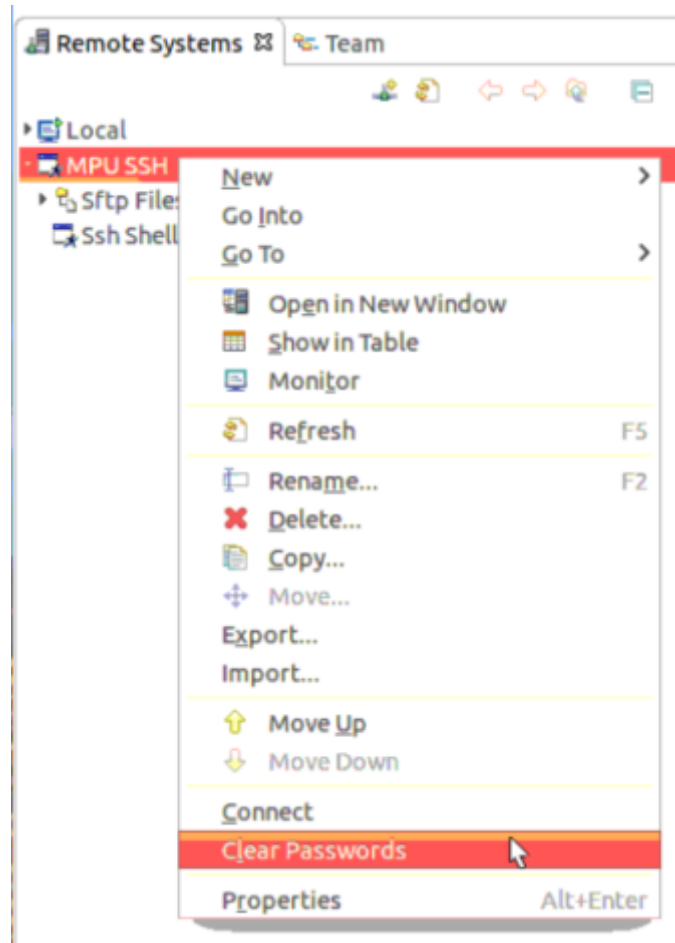 Remote Systems Team
Local
MPU SSH
Sftp Files
Ssh Shell
New
Go Into
Go To
Open in New Window
Show in Table
Monitor
Refresh F5
Rename... F2
Delete...
Copy...
Move...
Export...
Import...
Move Up
Move Down
Connect
Clear Passwords
Properties Alt+Enter